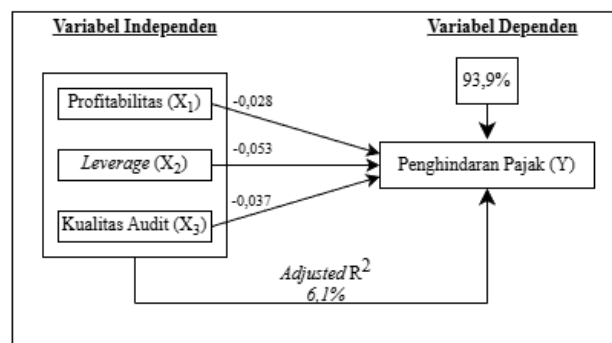 Variabel Independen
Variabel Dependen
93,9%
Profitabilitas (X1)
-0,028
Leverage (X2)
-0,053
Penghindaran Pajak (Y)
Kualitas Audit (X3)
-0,037
Adjusted R2
6,1%